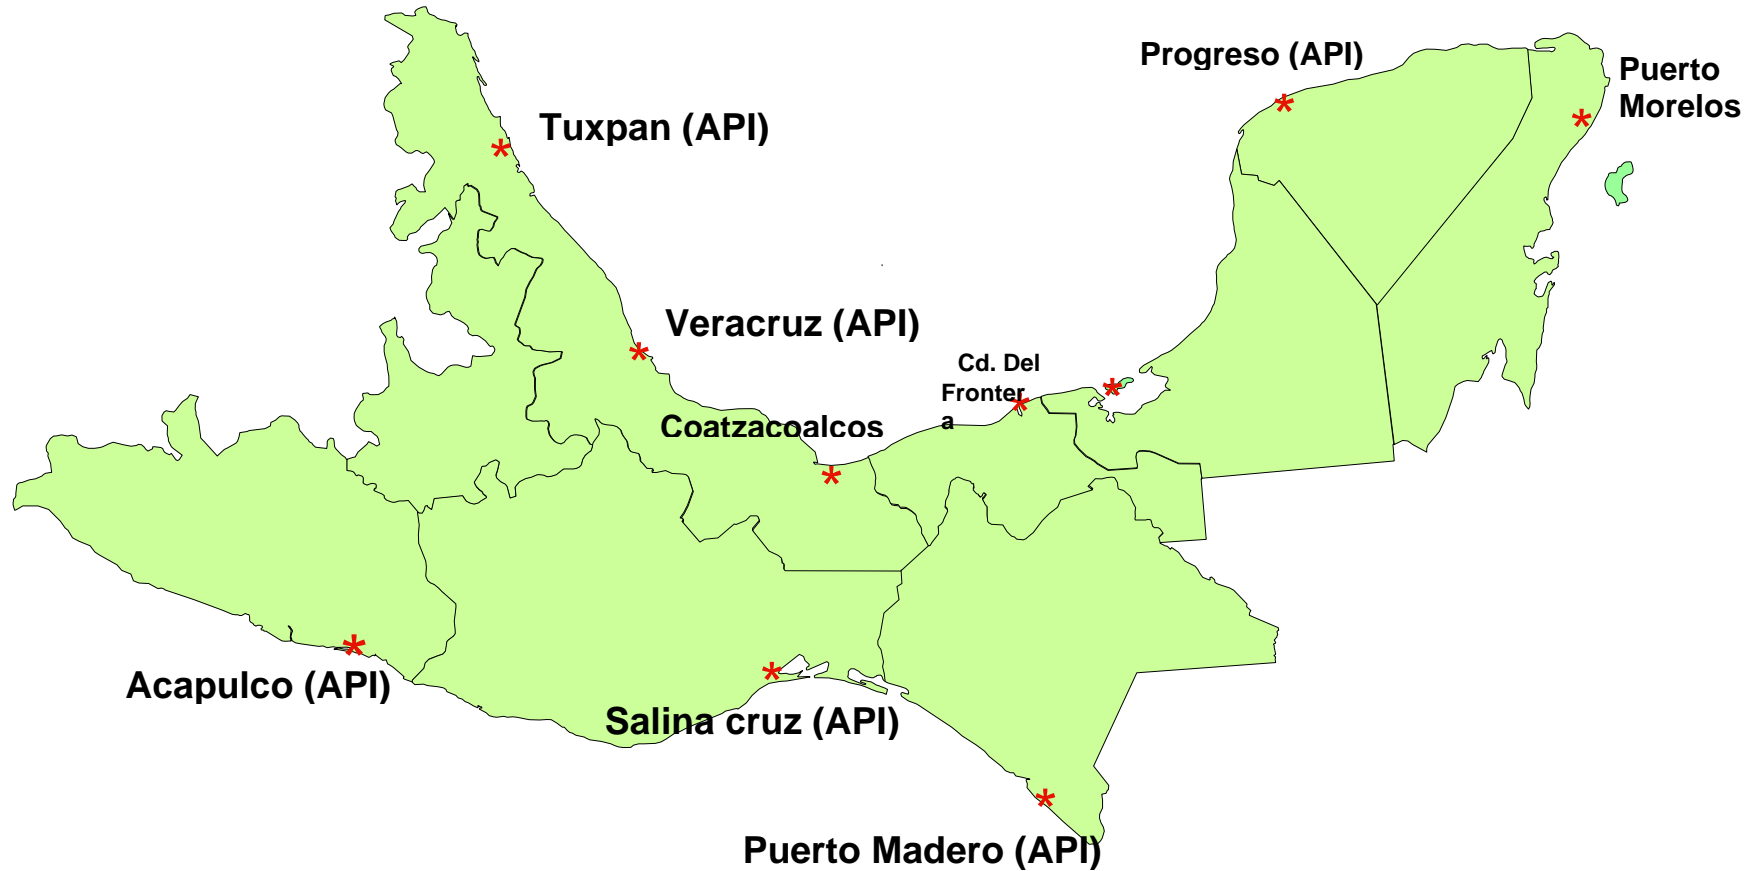 Progreso (API)
Puerto
Morelos
Tuxpan (API)
Veracruz (API)
Cd. Del
Fronter
a
Coatzacoalcos
Acapulco (API)
Salina cruz (API)
Puerto Madero (API)